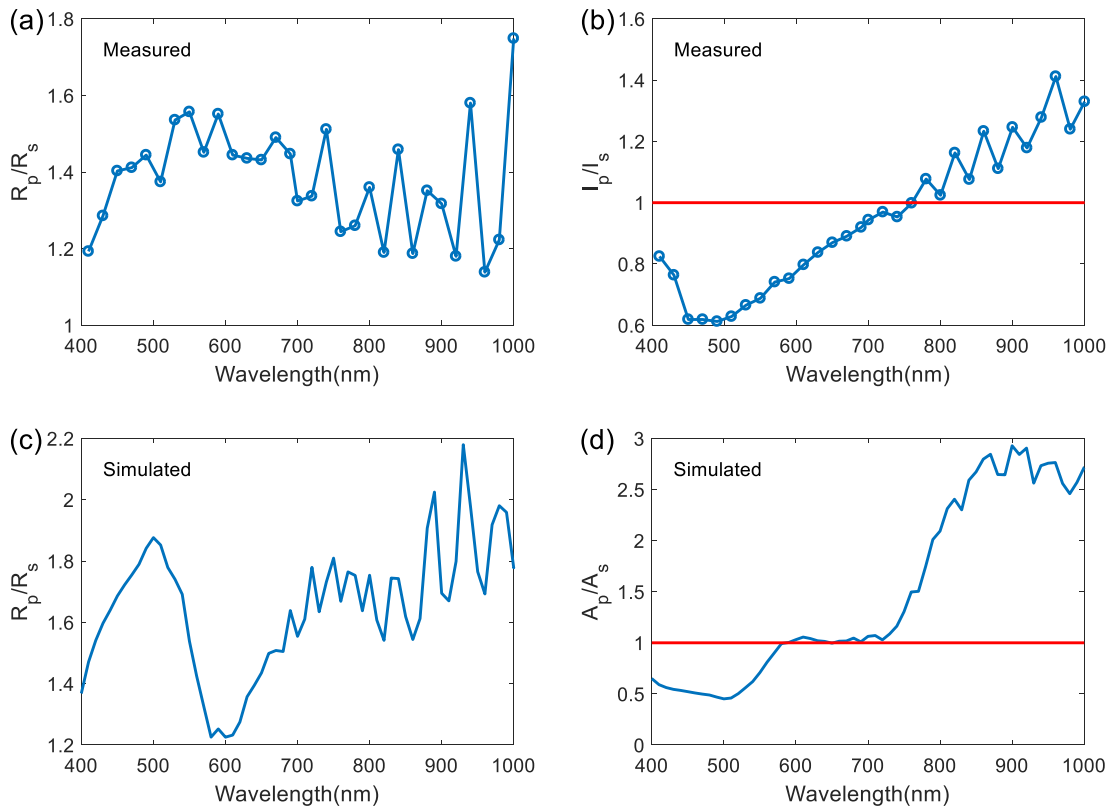 (a)
1.8
1.6
1.4
1.2
1
R_p/R_s
Measured
400 500 600 700 800 900 1000
Wavelength(nm)
(b)
1.6
1.4
1.2
1
0.8
0.6
I_p/I_s
Measured
400 500 600 700 800 900 1000
Wavelength(nm)
(c)
2.2
2
1.8
1.6
1.4
1.2
R_p/R_s
Simulated
400 500 600 700 800 900 1000
Wavelength(nm)
(d)
3
2.5
2
1.5
1
0.5
0
A_p/A_s
Simulated
400 500 600 700 800 900 1000
Wavelength(nm)